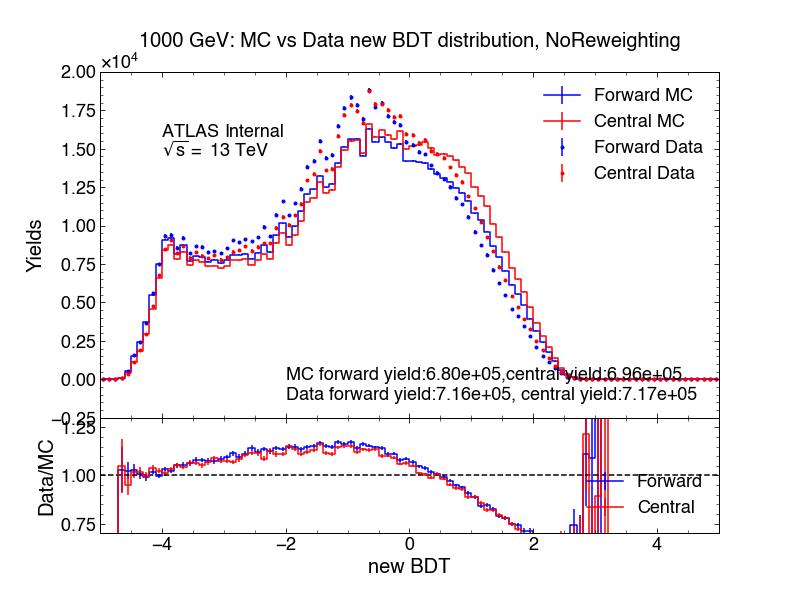 1000 GeV: MC vs Data new BDT distribution, NoReweighting
×10⁴
2.00
1.75
1.50
1.25
1.00
0.75
0.50
0.25
0.00
−0.25
Yields
ATLAS Internal
√s = 13 TeV
Forward MC
Central MC
Forward Data
Central Data
MC forward yield:6.80e+05,central yield:6.96e+05
Data forward yield:7.16e+05, central yield:7.17e+05
1.25
1.00
0.75
Data/MC
Forward
Central
−4 −2 0 2 4
new BDT